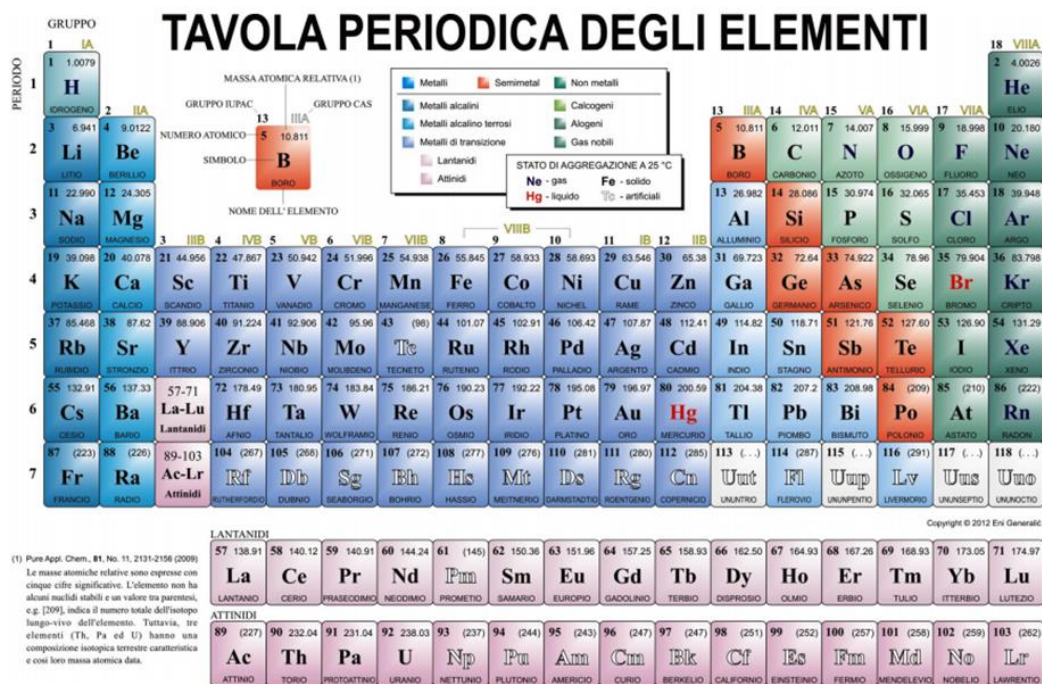 TAVOLA PERIODICA DEGLI ELEMENTI
GRUPPO
PERIODO
1 IA
18 VIIIA
1
1 1.0079
H
IDROGENO
2 IIA
MASSA ATOMICA RELATIVA (1)
GRUPPO IUPAC
GRUPPO CAS
13
IIIA
NUMERO ATOMICO
5 10.811
SIMBOLO
B
BORO
NOME DELL' ELEMENTO
Metalli
Semimetal
Non metalli
Metalli alcalini
Calcogeni
Metalli alcalino terrosi
Alogeni
Metalli di transizione
Gas nobili
Lantanidi
Attinidi
STATO DI AGGREGAZIONE A 25 °C
Ne - gas
Fe - solido
Hg - liquido
Tc - artificiali
13 IIIA 14 IVA 15 VA 16 VIA 17 VIIA
2 4.0026
He
ELIO
2
3 6.941 4 9.0122 5 10.811 6 12.011 7 14.007 8 15.999 9 18.998 10 20.180
Li Be B C N O F Ne
LITIO BERILLIO BORO CARBONIO AZOTO OSSIGENO FLUORO NEO
3
11 22.990 12 24.305 13 26.982 14 28.086 15 30.974 16 32.065 17 35.453 18 39.948
Na Mg Al Si P S Cl Ar
SODIO MAGNESIO ALLUMINIO SILICIO FOSFORO SOLFO CLORO ARGO
3 IIIB 4 IVB 5 VB 6 VIB 7 VIIB 8 9 VIIIB 10 11 IB 12 IIB
4
19 39.098 20 40.078 21 44.956 22 47.867 23 50.942 24 51.996 25 54.938 26 55.845 27 58.933 28 58.693 29 63.546 30 65.38 31 69.723 32 72.64 33 74.922 34 78.96 35 79.904 36 83.798
K Ca Sc Ti V Cr Mn Fe Co Ni Cu Zn Ga Ge As Se Br Kr
POTASSIO CALCIO SCANDIO TITANIO VANADIO CROMO MANGANESE FERRO COBALTO NICHEL RAME ZINCO GALLIO GERMANIO ARSENICO SELENIO BROMO CRIPTO
5
37 85.468 38 87.62 39 88.906 40 91.224 41 92.906 42 95.96 43 (98) 44 101.07 45 102.91 46 106.42 47 107.87 48 112.41 49 114.82 50 118.71 51 121.76 52 127.60 53 126.90 54 131.29
Rb Sr Y Zr Nb Mo Tc Ru Rh Pd Ag Cd In Sn Sb Te I Xe
RUBIDIO STRONZIO ITTRIO ZIRCONIO NIOBIO MOLIBDENO TECNETO RUTENIO RODIO PALLADIO ARGENTO CADMIO INDIO STAGNO ANTIMONIO TELLURIO IODIO XENO
6
55 132.91 56 137.33 57-71 72 178.49 73 180.95 74 183.84 75 186.21 76 190.23 77 192.22 78 195.08 79 196.97 80 200.59 81 204.38 82 207.2 83 208.98 84 (209) 85 (210) 86 (222)
Cs Ba La-Lu Hf Ta W Re Os Ir Pt Au Hg Tl Pb Bi Po At Rn
CESIO BARIO Lantanidi AFNIO TANTALIO WOLFRAMIO RENIO OSMIO IRIDIO PLATINO ORO MERCURIO TALLIO PIOMBO BISMUTO POLONIO ASTATO RADON
7
87 (223) 88 (226) 89-103 104 (267) 105 (268) 106 (271) 107 (272) 108 (277) 109 (276) 110 (281) 111 (280) 112 (285) 113 (...) 114 (287) 115 (...) 116 (291) 117 (...) 118 (...)
Fr Ra Ac-Lr Rf Db Sg Bh Hs Mt Ds Rg Cn Uut Fl Uup Lv Uus Uuo
FRANCIO RADIO Attinidi RUTHERFORDIO DUBNIO SEABORGIO BOHRIO HASSIO MEITNERIO DARMSTADTIO ROENTGENIO COPERNICIO UNUNTRIO FLEROVIO UNUNPENTIO LIVERMORIO UNUNSEPTIO UNUNOCTIO
Copyright © 2012 Eni Generalić
LANTANIDI
57 138.91 58 140.12 59 140.91 60 144.24 61 (145) 62 150.36 63 151.96 64 157.25 65 158.93 66 162.50 67 164.93 68 167.26 69 168.93 70 173.05 71 174.97
La Ce Pr Nd Pm Sm Eu Gd Tb Dy Ho Er Tm Yb Lu
LANTANIO CERIO PRASEODIMIO NEODIMIO PROMETIO SAMARIO EUROPIO GADOLINIO TERBIO DISPROSIO OLMIO ERBIO TULIO ITTERBIO LUTEZIO
ATTINIDI
89 (227) 90 232.04 91 231.04 92 238.03 93 (237) 94 (244) 95 (243) 96 (247) 97 (247) 98 (251) 99 (252) 100 (257) 101 (258) 102 (259) 103 (262)
Ac Th Pa U Np Pu Am Cm Bk Cf Es Fm Md No Lr
ATTINIO TORIO PROTOATTINIO URANIO NETTUNIO PLUTONIO AMERICIO CURIO BERKELIO CALIFORNIO EINSTEINIO FERMIO MENDELEVIO NOBELIO LAWRENTIO
(1) Pure Appl. Chem., 81, No. 11, 2131-2156 (2009)
Le masse atomiche relative sono espresse con
cinque cifre significative. L'elemento non ha
alcuni nuclidi stabili e un valore tra parentesi,
e.g. [209], indica il numero totale dell'isotopo
lungo-vivo dell'elemento. Tuttavia, tre
elementi (Th, Pa ed U) hanno una
composizione isotopica terrestre caratteristica
e così loro massa atomica data.